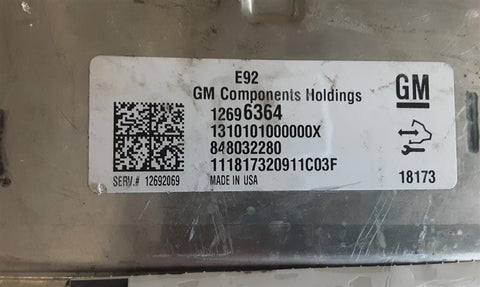 E92
GM Components Holdings
GM
12696364
1310101000000X
848032280
111817320911C03F
SERV.# 12692069
MADE IN USA
18173